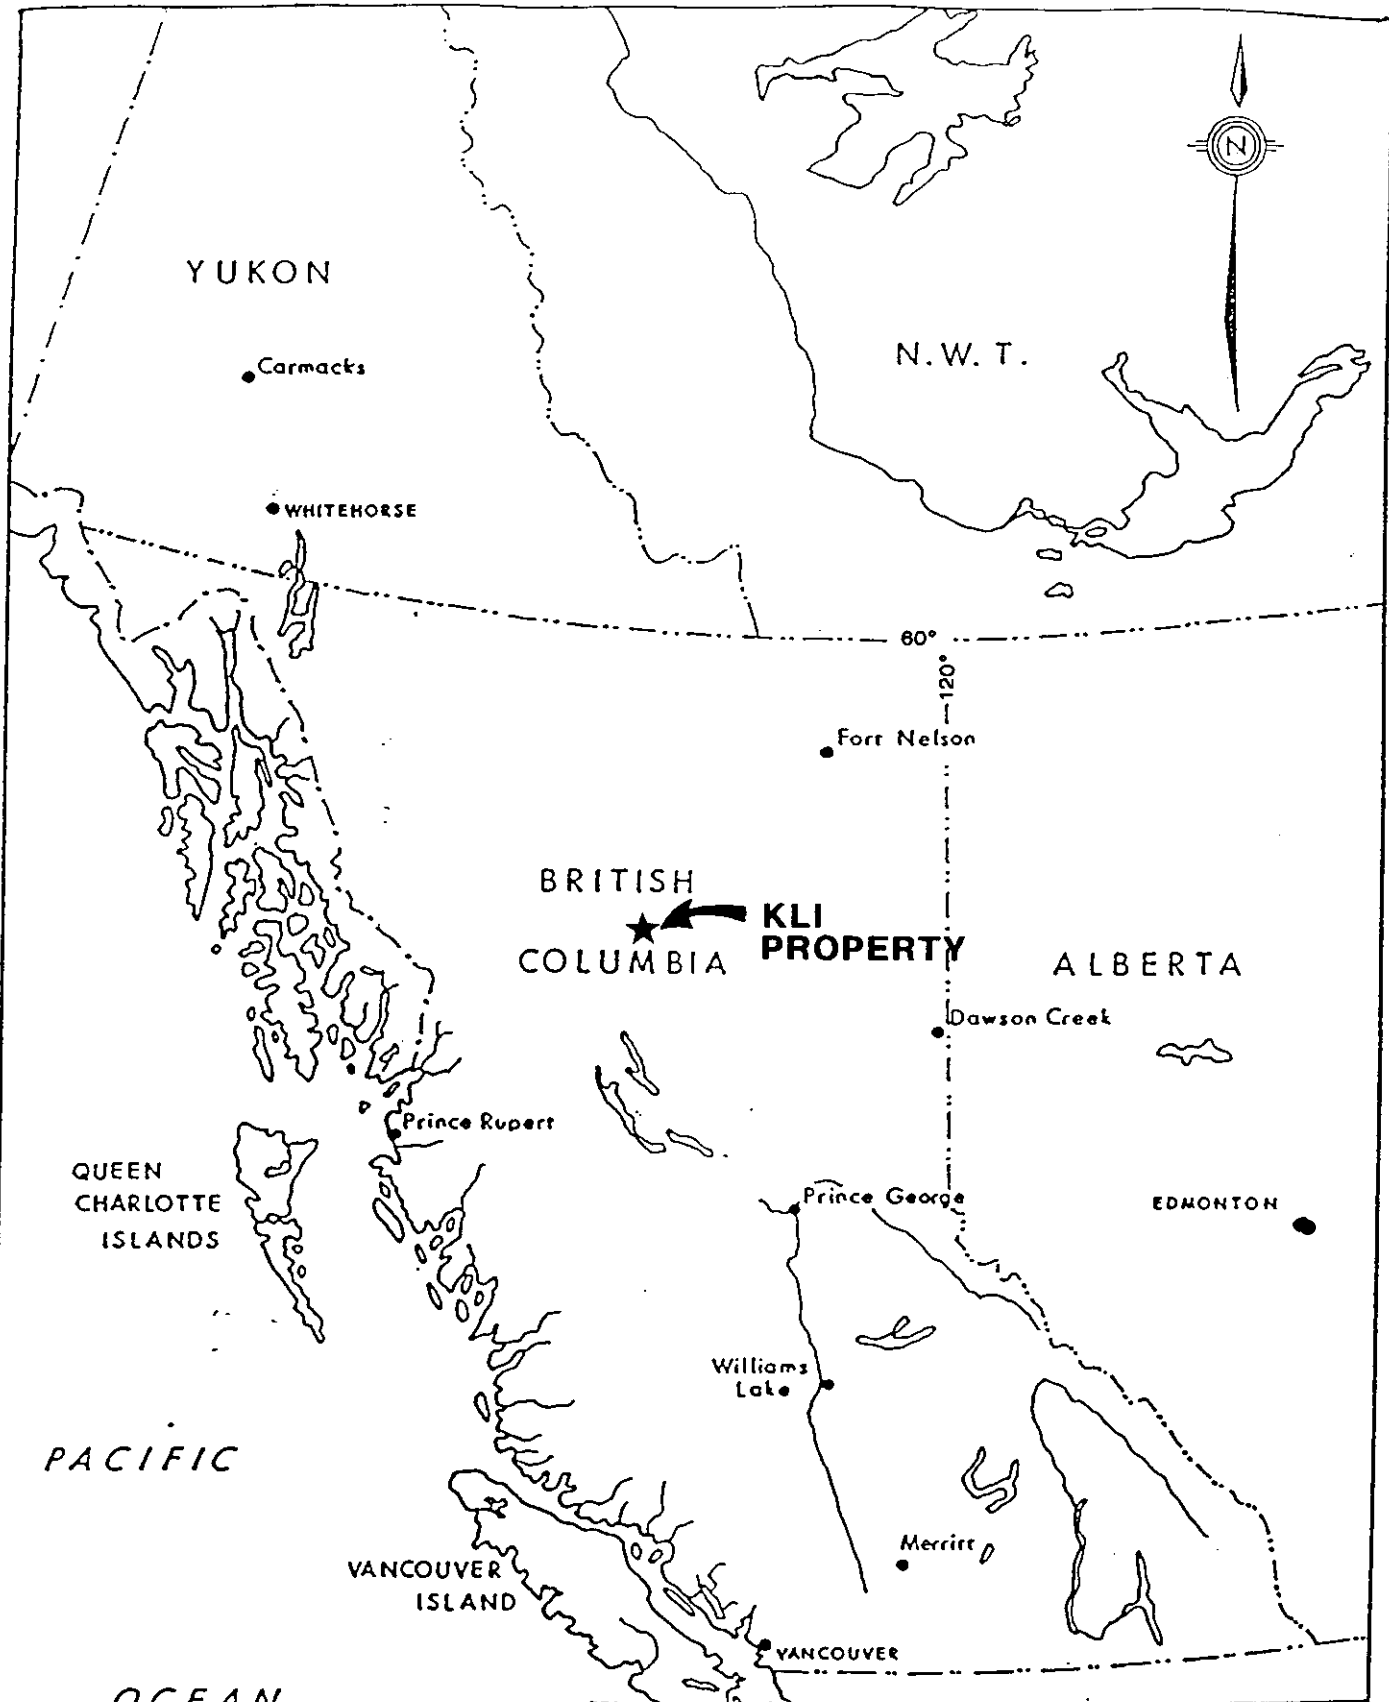 N
YUKON
N.W.T.
Carmacks
WHITEHORSE
60°
120°
Fort Nelson
BRITISH
COLUMBIA
KLI
PROPERTY
ALBERTA
Dawson Creek
Prince Rupert
QUEEN
CHARLOTTE
ISLANDS
Prince George
EDMONTON
Williams
Lake
PACIFIC
Merritt
VANCOUVER
ISLAND
VANCOUVER
OCEAN